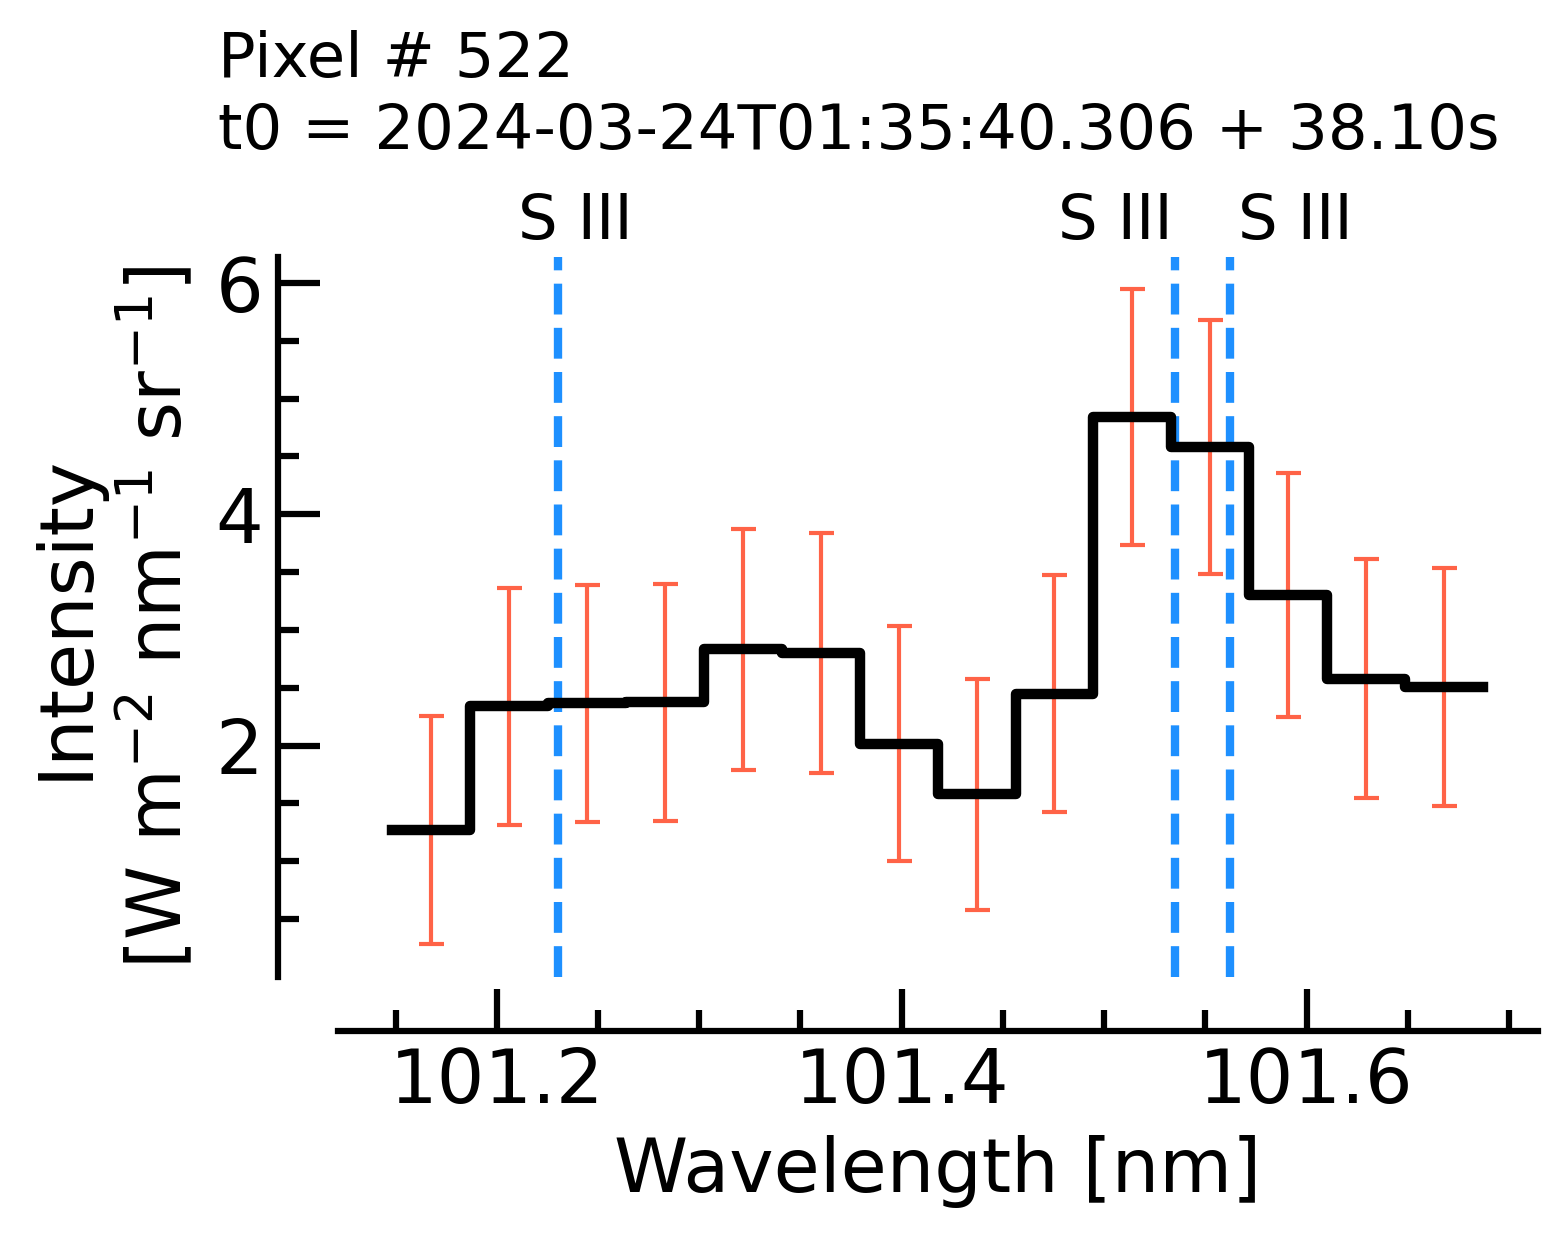 Pixel # 522
t0 = 2024-03-24T01:35:40.306 + 38.10s
S III S III S III
Intensity
[W m⁻² nm⁻¹ sr⁻¹]
6
4
2
101.2 101.4 101.6
Wavelength [nm]